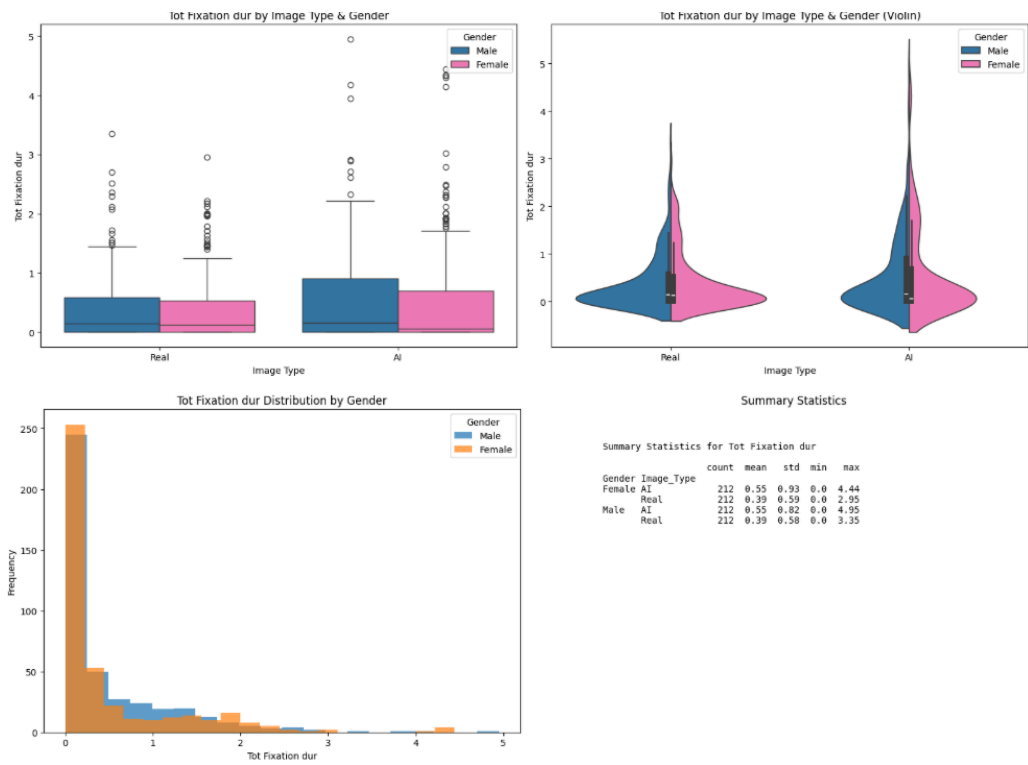 Tot Fixation dur by Image Type & Gender
5
4
3
2
1
0
Tot Fixation dur
Gender
Male
Female
Real
AI
Image Type
Tot Fixation dur by Image Type & Gender (Violin)
5
4
3
2
1
0
Tot Fixation dur
Gender
Male
Female
Real
AI
Image Type
Tot Fixation dur Distribution by Gender
250
200
150
100
50
0
Frequency
Gender
Male
Female
0
1
2
3
4
5
Tot Fixation dur
Summary Statistics
Summary Statistics for Tot Fixation dur
count mean std min max
Gender Image_Type
Female AI 212 0.55 0.93 0.0 4.44
Real 212 0.39 0.59 0.0 2.95
Male AI 212 0.55 0.82 0.0 4.95
Real 212 0.39 0.58 0.0 3.35